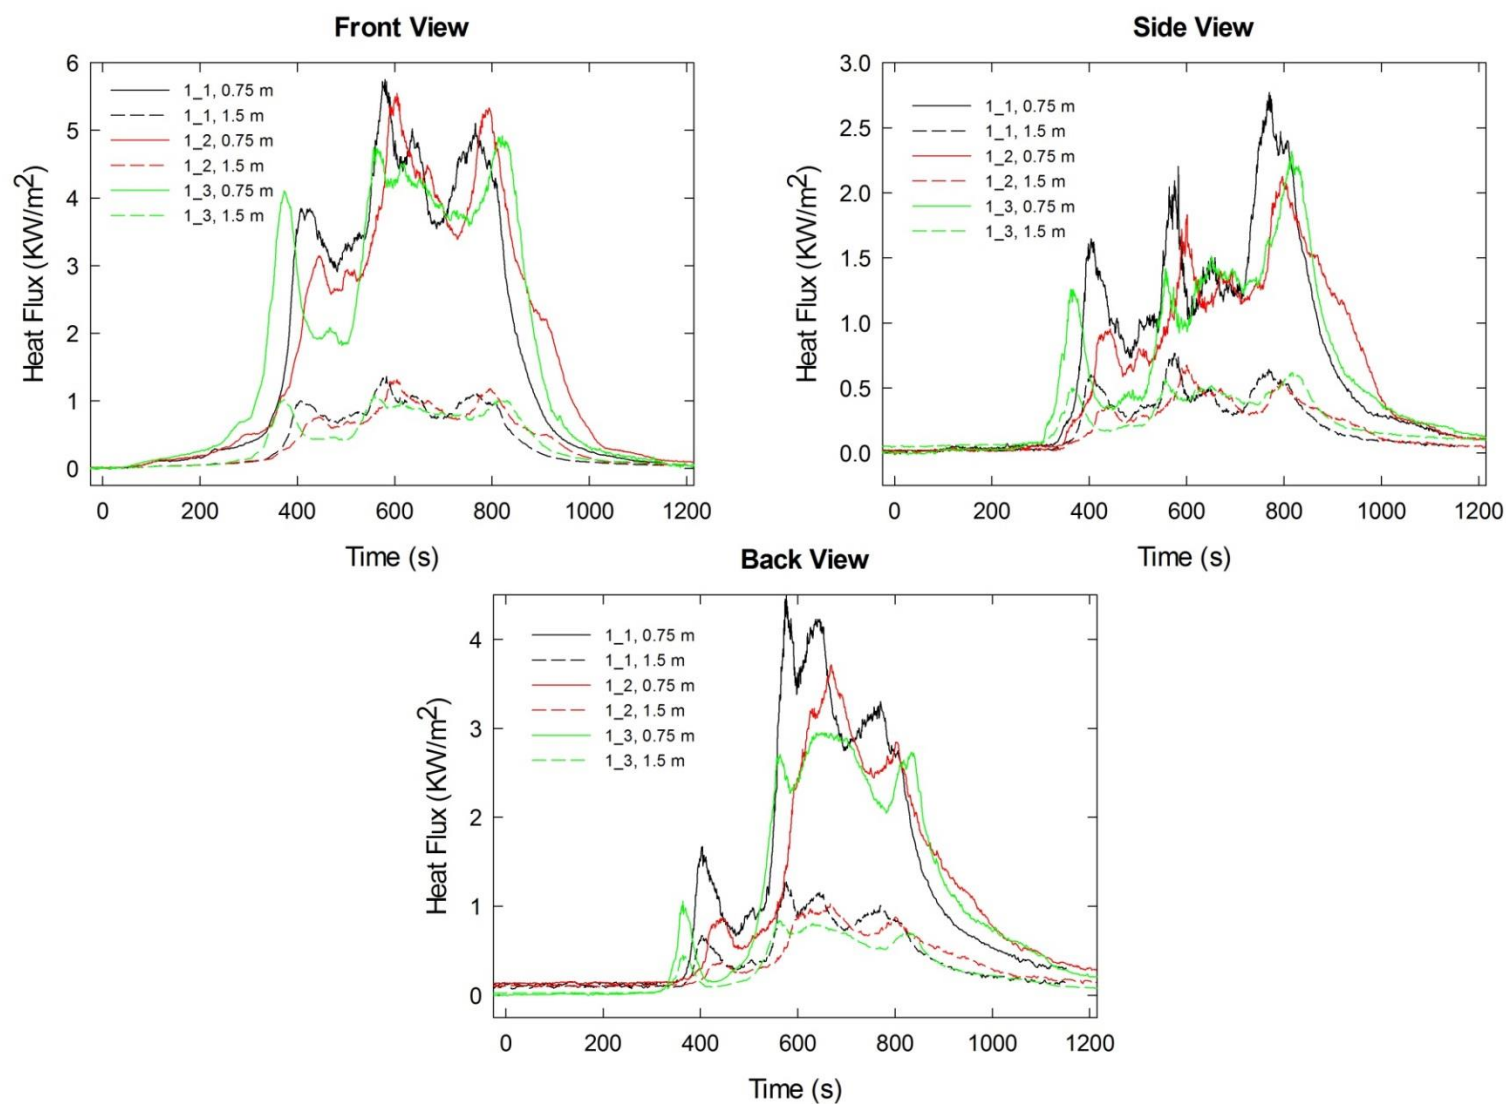 Front View
6
5
4
3
2
1
0
Heat Flux (KW/m2)
1_1, 0.75 m
1_1, 1.5 m
1_2, 0.75 m
1_2, 1.5 m
1_3, 0.75 m
1_3, 1.5 m
0 200 400 600 800 1000 1200
Time (s)
Side View
3.0
2.5
2.0
1.5
1.0
0.5
0.0
Heat Flux (KW/m2)
1_1, 0.75 m
1_1, 1.5 m
1_2, 0.75 m
1_2, 1.5 m
1_3, 0.75 m
1_3, 1.5 m
0 200 400 600 800 1000 1200
Time (s)
Back View
4
3
2
1
0
Heat Flux (KW/m2)
1_1, 0.75 m
1_1, 1.5 m
1_2, 0.75 m
1_2, 1.5 m
1_3, 0.75 m
1_3, 1.5 m
0 200 400 600 800 1000 1200
Time (s)